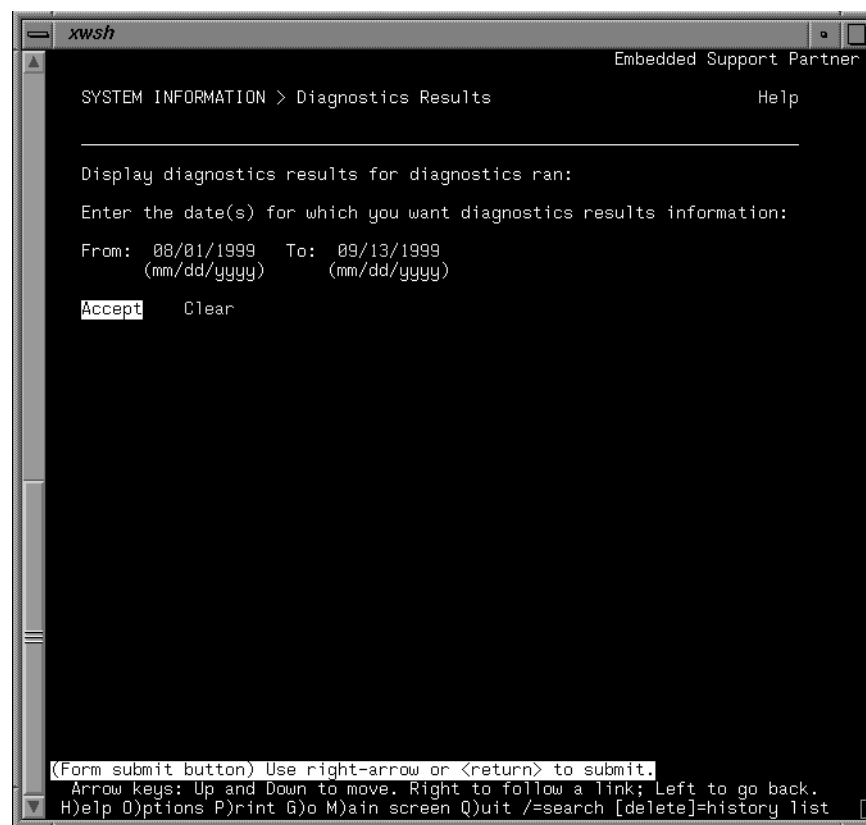 xwsh
Embedded Support Partner
SYSTEM INFORMATION > Diagnostics Results Help
Display diagnostics results for diagnostics ran:
Enter the date(s) for which you want diagnostics results information:
From: 08/01/1999 To: 09/13/1999
(mm/dd/yyyy) (mm/dd/yyyy)
Accept Clear
(Form submit button) Use right-arrow or <return> to submit.
Arrow keys: Up and Down to move. Right to follow a link; Left to go back.
H)elp O)ptions P)rint G)o M)ain screen Q)uit /=search [delete]=history list